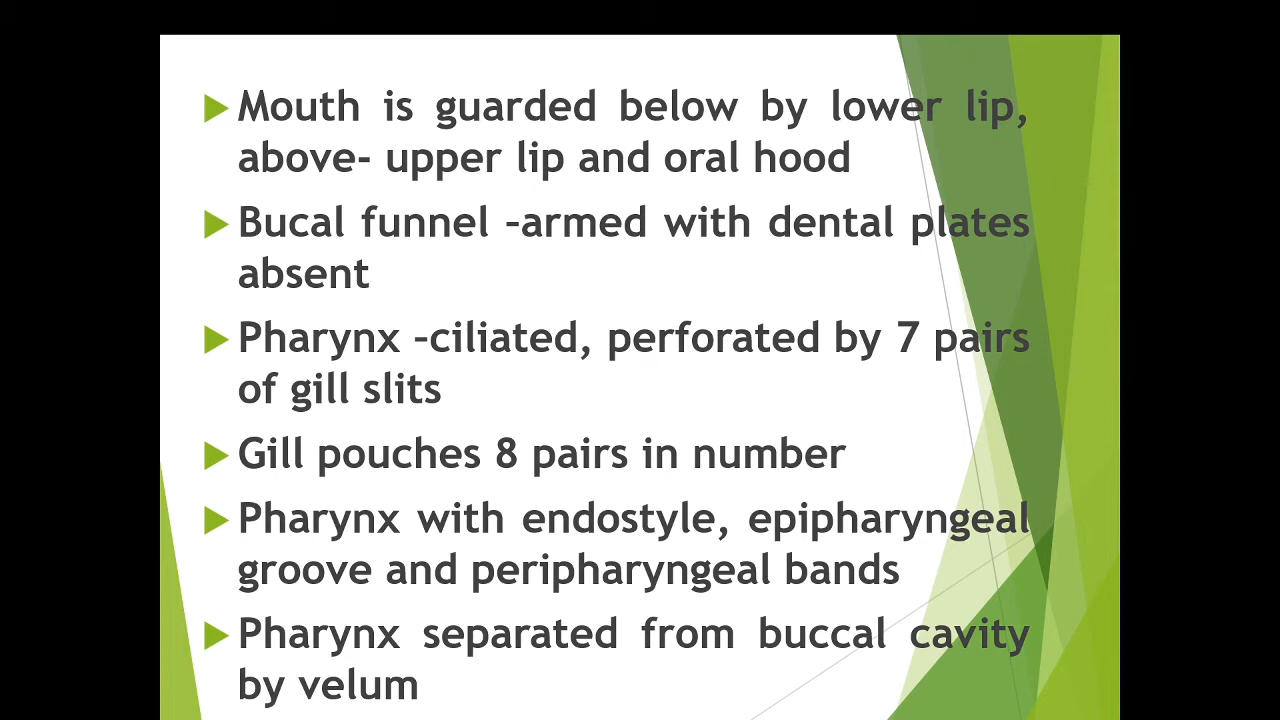 Mouth is guarded below by lower lip,
above- upper lip and oral hood
Bucal funnel –armed with dental plates
absent
Pharynx –ciliated, perforated by 7 pairs
of gill slits
Gill pouches 8 pairs in number
Pharynx with endostyle, epipharyngeal
groove and peripharyngeal bands
Pharynx separated from buccal cavity
by velum